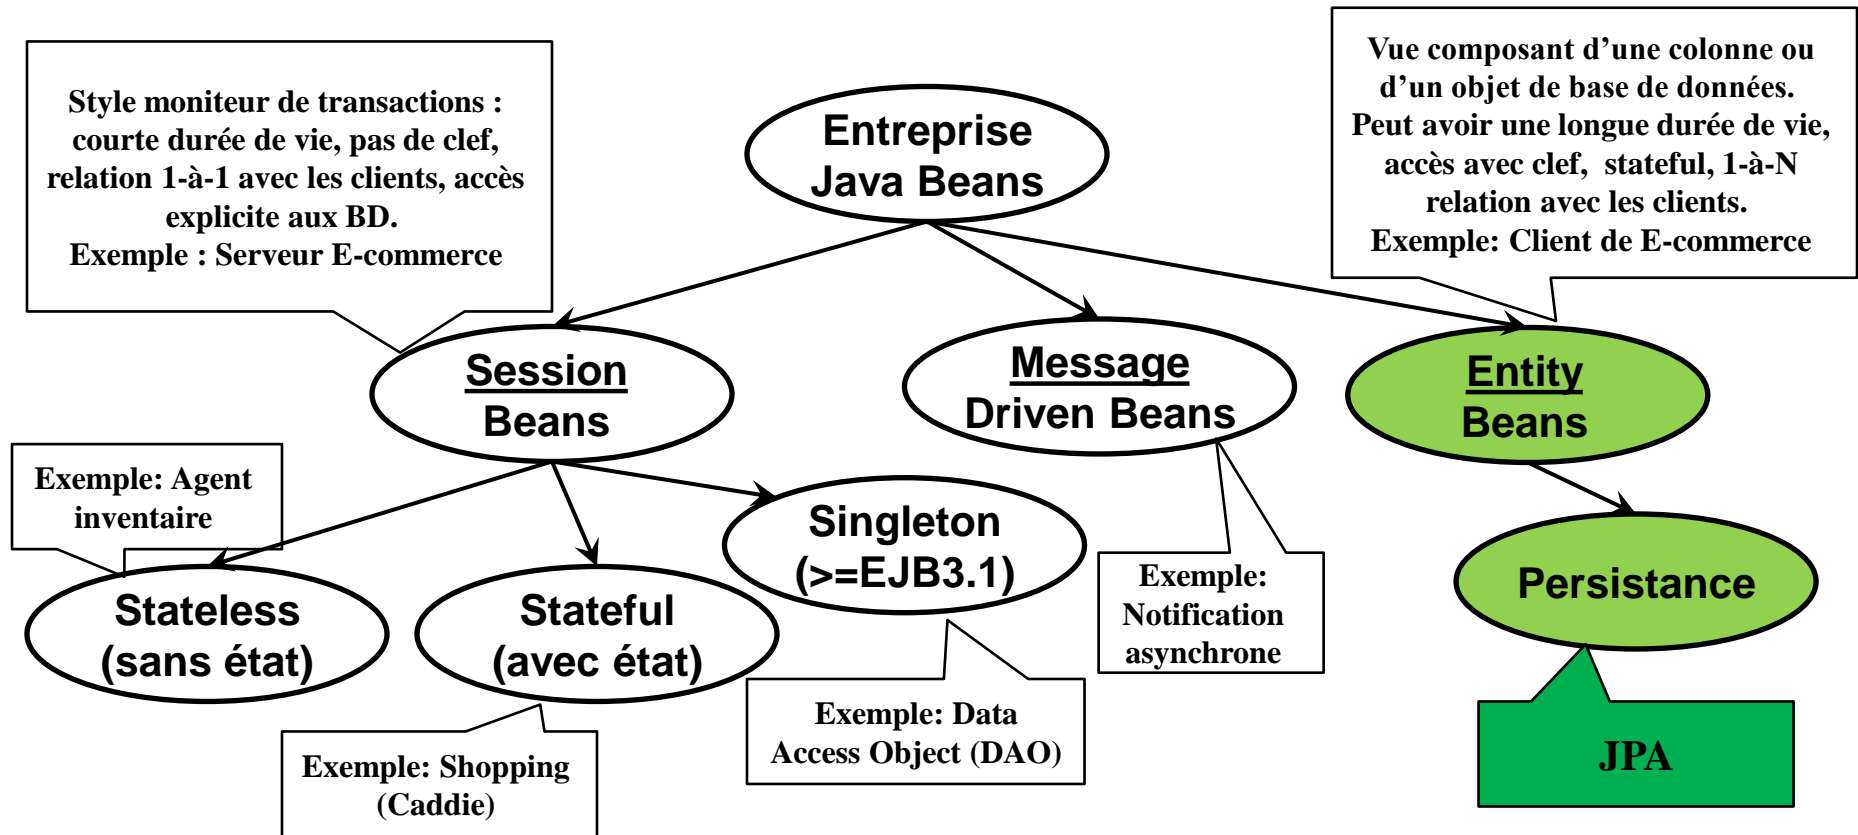 Style moniteur de transactions :
courte durée de vie, pas de clef,
relation 1-à-1 avec les clients, accès
explicite aux BD.
Exemple : Serveur E-commerce
Entreprise
Java Beans
Vue composant d’une colonne ou
d’un objet de base de données.
Peut avoir une longue durée de vie,
accès avec clef, stateful, 1-à-N
relation avec les clients.
Exemple: Client de E-commerce
Session
Beans
Message
Driven Beans
Entity
Beans
Exemple: Agent
inventaire
Stateless
(sans état)
Stateful
(avec état)
Singleton
(>=EJB3.1)
Exemple:
Notification
asynchrone
Persistance
Exemple: Shopping
(Caddie)
Exemple: Data
Access Object (DAO)
JPA